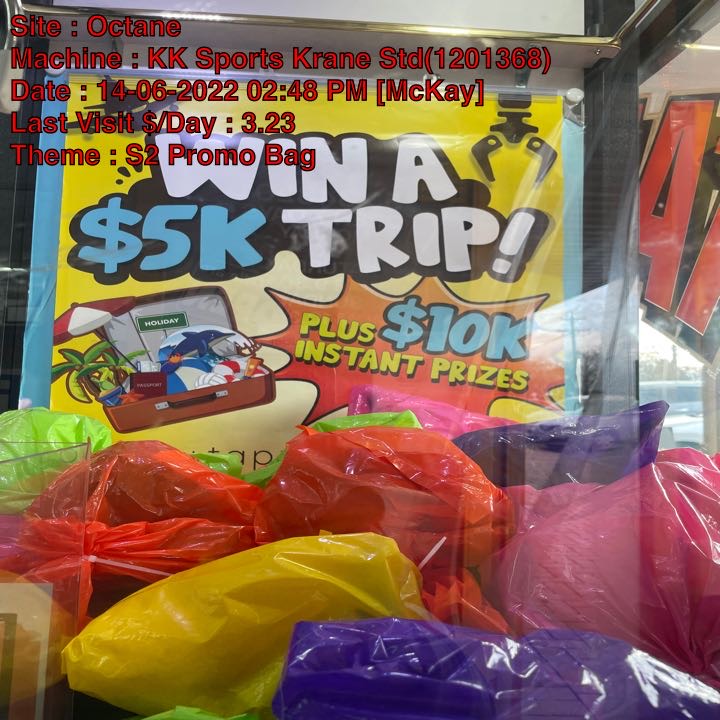 Site : Octane
Machine : KK Sports Krane Std(1201368)
Date : 14-06-2022 02:48 PM [McKay]
Last Visit $/Day : 3.23
Theme : S2 Promo Bag
WIN A
$5K TRIP!
HOLIDAY
PASSPORT
PLUS $10K
INSTANT PRIZES